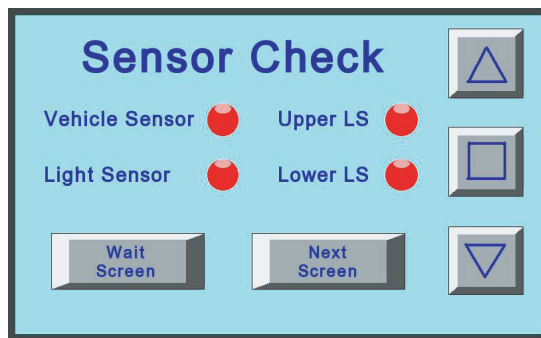 Sensor Check
Vehicle Sensor
Upper LS
Light Sensor
Lower LS
Wait
Screen
Next
Screen